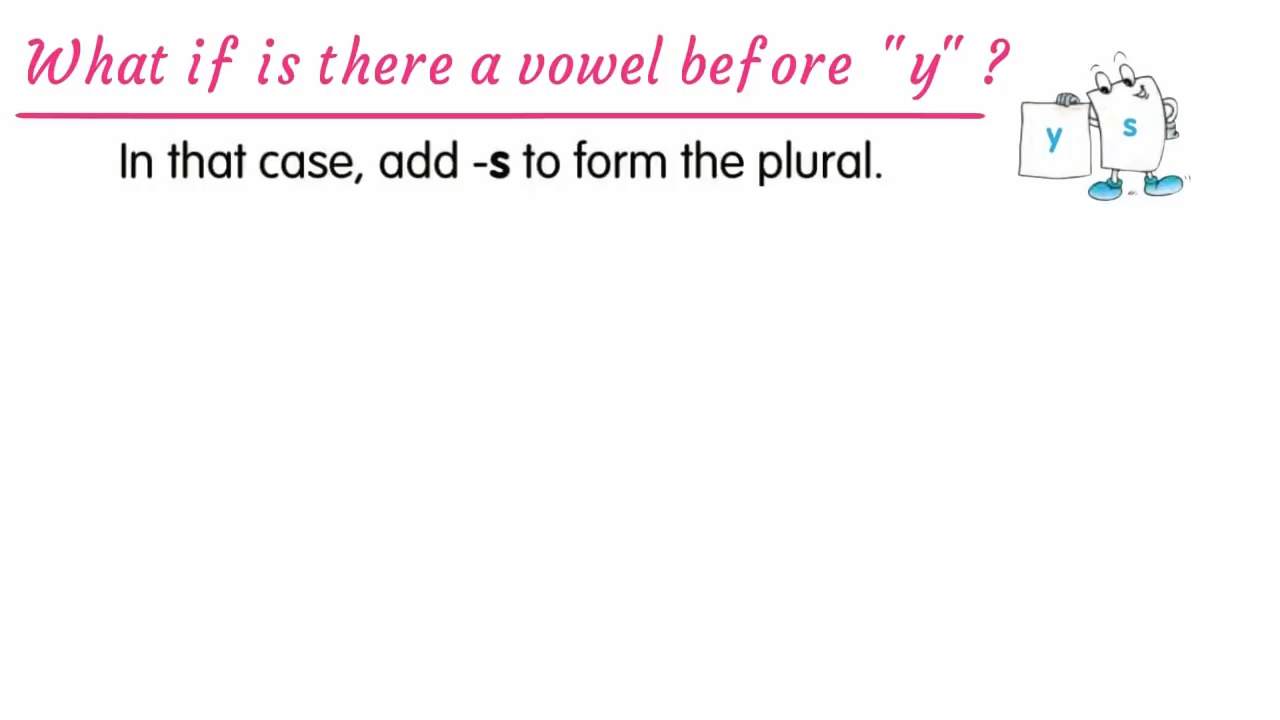 What if is there a vowel before "y" ?
In that case, add -s to form the plural.
y s